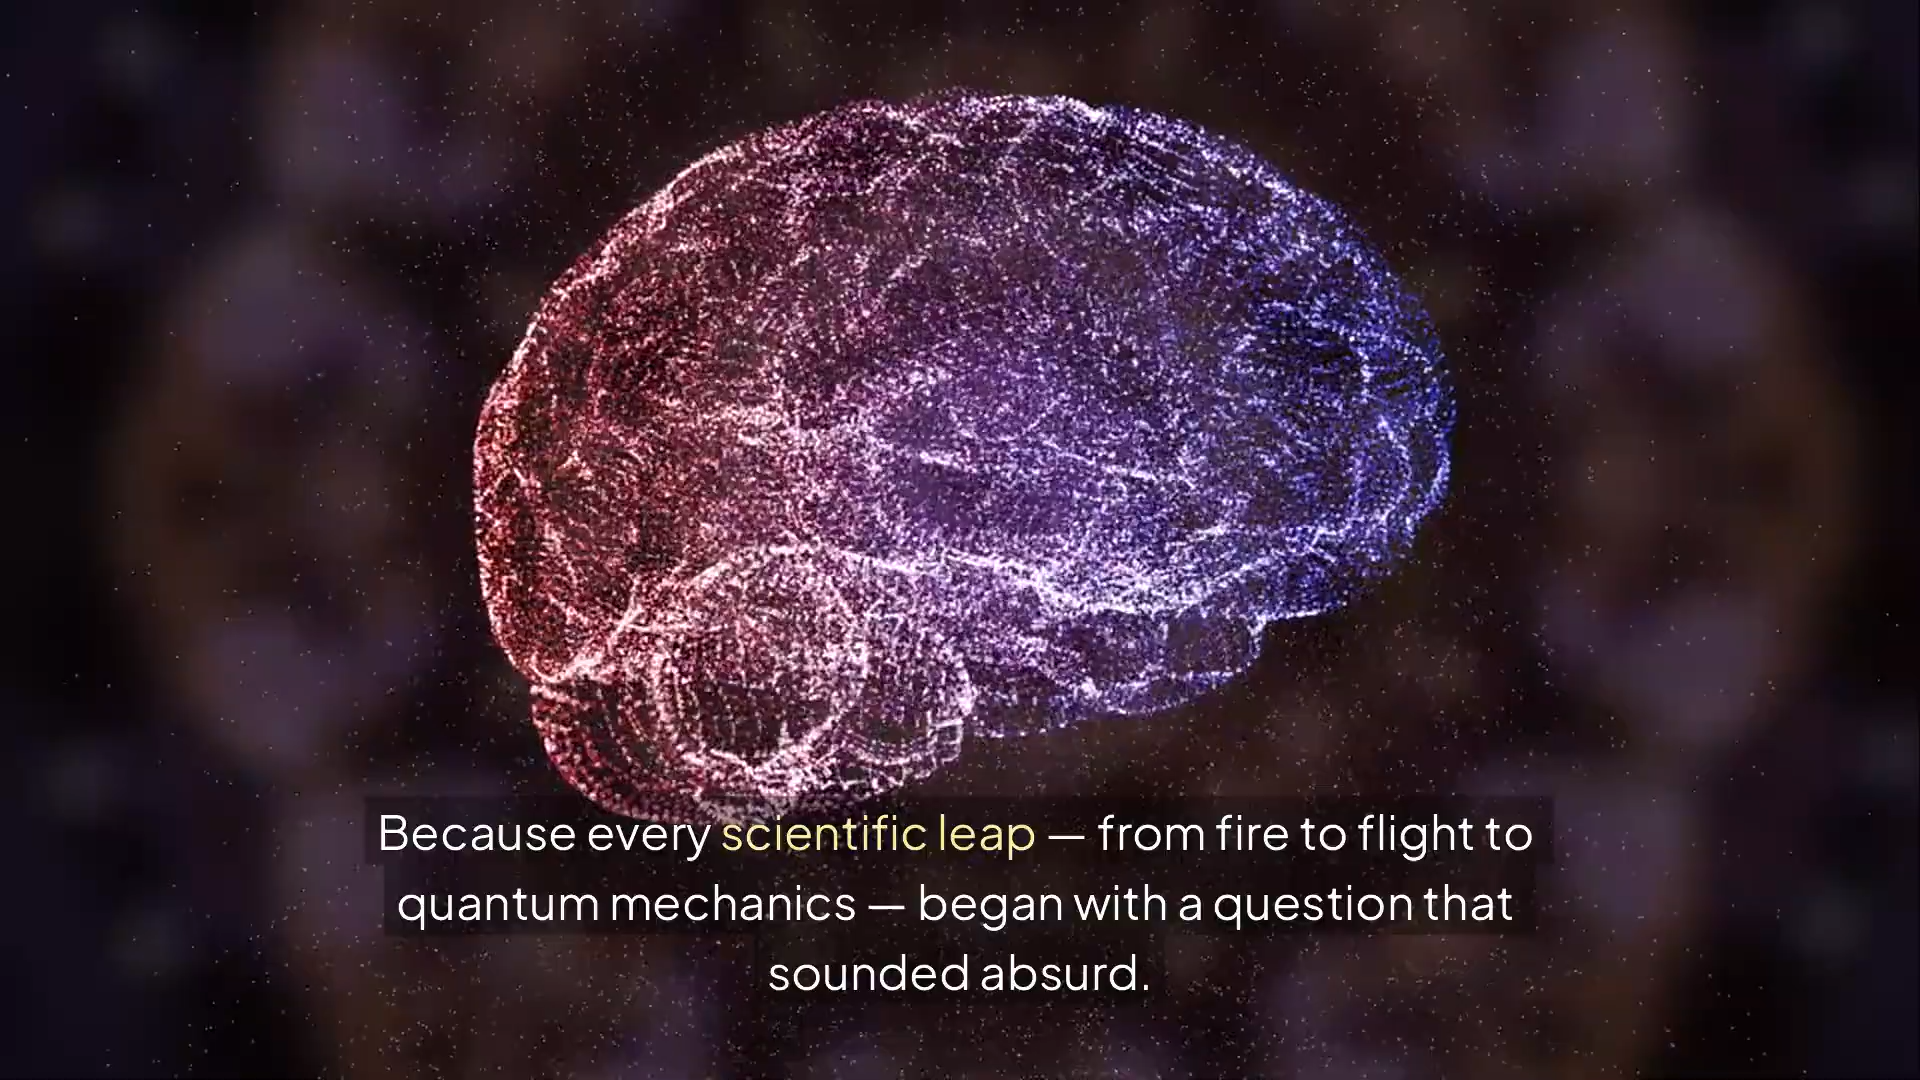 Because every scientific leap — from fire to flight to
quantum mechanics — began with a question that
sounded absurd.